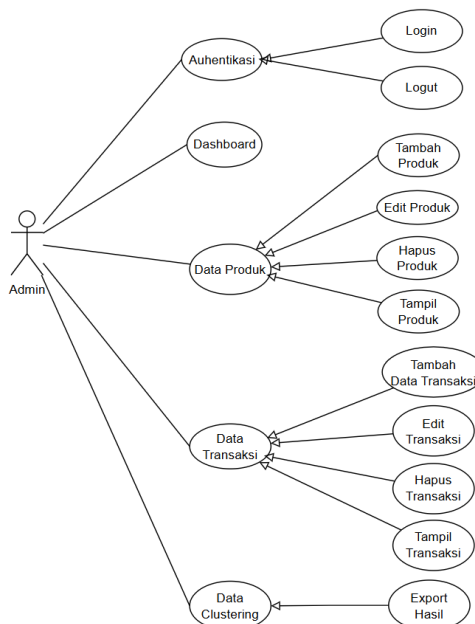 Login
Auhentikasi
Logut
Dashboard
Tambah
Produk
Edit Produk
Admin
Data Produk
Hapus
Produk
Tampil
Produk
Tambah
Data Transaksi
Data
Transaksi
Edit
Transaksi
Hapus
Transaksi
Tampil
Transaksi
Data
Clustering
Export
Hasil